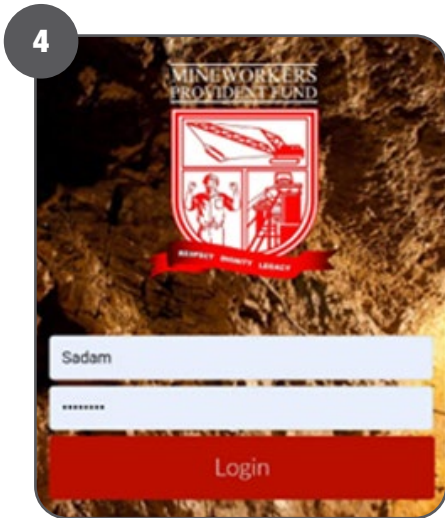 4
MINEWORKERS
PROVIDENT FUND
RESPECT DIGNITY LEGACY
Sadam
••••••••
Login